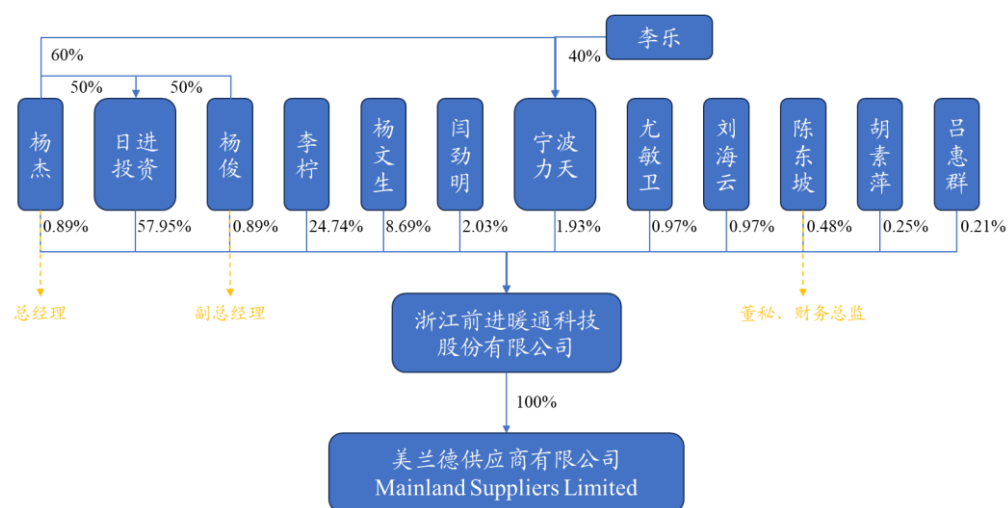 李乐
60%
40%
50%
50%
杨杰
日进
投资
杨俊
李柠
杨文生
闫劲明
宁波
力天
尤敏卫
刘海云
陈东坡
胡素萍
吕惠群
0.89%
57.95%
0.89%
24.74%
8.69%
2.03%
1.93%
0.97%
0.97%
0.48%
0.25%
0.21%
总经理
副总经理
董秘、财务总监
浙江前进暖通科技
股份有限公司
100%
美兰德供应商有限公司
Mainland Suppliers Limited